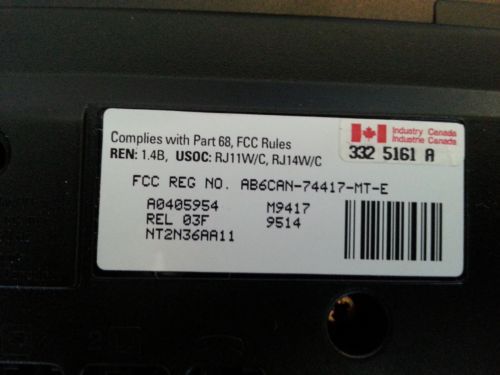 Complies with Part 68, FCC Rules
REN: 1.4B, USOC: RJ11W/C, RJ14W/C
Industry Canada
Industrie Canada
332 5161 A
FCC REG NO. AB6CAN-74417-MT-E
A0405954 M9417
REL 03F 9514
NT2N36AA11